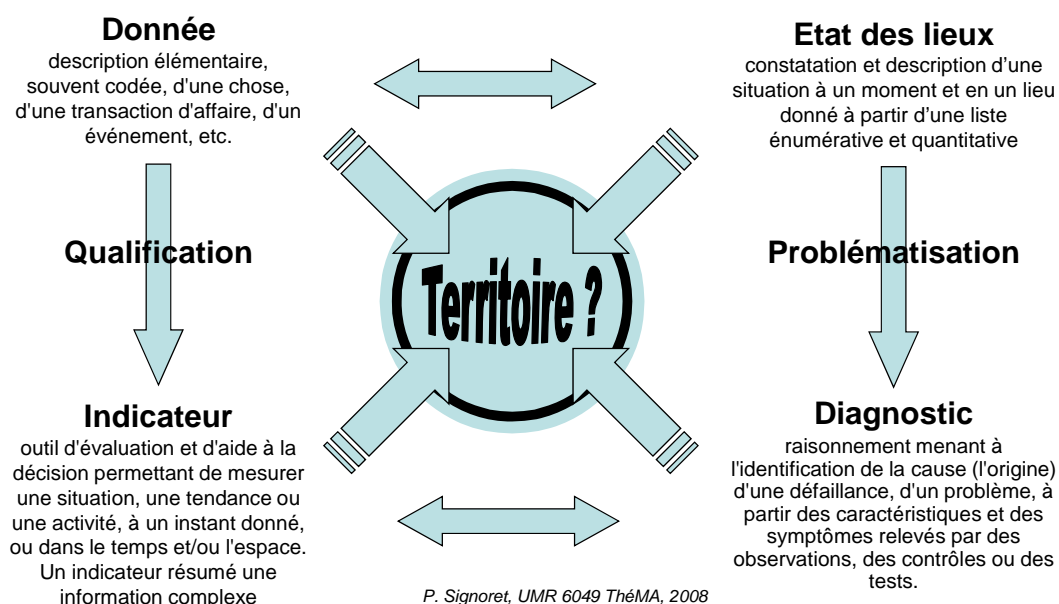 Donnée
description élémentaire,
souvent codée, d'une chose,
d'une transaction d'affaire, d'un
événement, etc.
Etat des lieux
constatation et description d’une
situation à un moment et en un lieu
donné à partir d’une liste
énumérative et quantitative
Qualification
Territoire ?
Problématisation
Indicateur
outil d'évaluation et d'aide à la
décision permettant de mesurer
une situation, une tendance ou
une activité, à un instant donné,
ou dans le temps et/ou l'espace.
Un indicateur résumé une
information complexe
Diagnostic
raisonnement menant à
l'identification de la cause (l'origine)
d'une défaillance, d'un problème, à
partir des caractéristiques et des
symptômes relevés par des
observations, des contrôles ou des
tests.
P. Signoret, UMR 6049 ThéMA, 2008